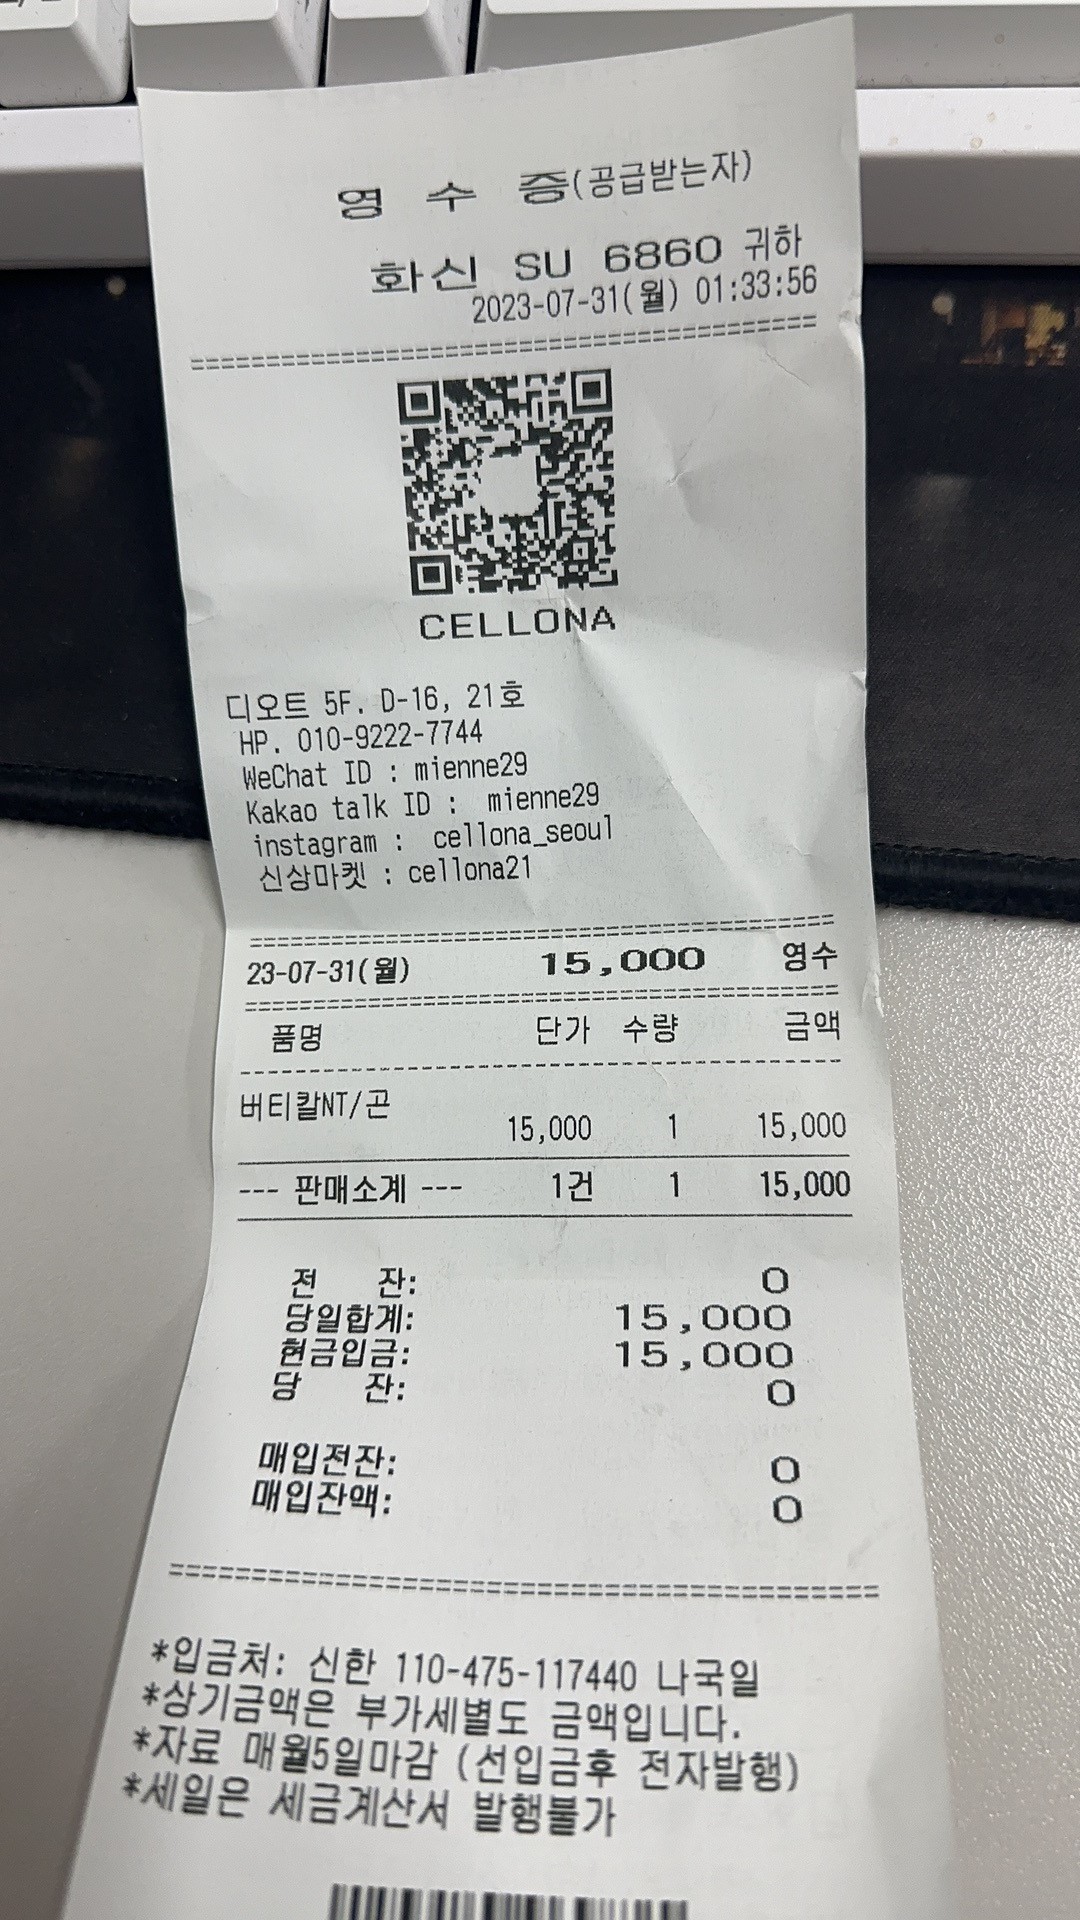 영 수 증(공급받는자)
화신 SU 6860 귀하
2023-07-31(월) 01:33:56
========================================
CELLONA
디오트 5F. D-16, 21호
HP. 010-9222-7744
WeChat ID : mienne29
Kakao talk ID : mienne29
instagram : cellona_seoul
신상마켓 : cellona21
========================================
23-07-31(월) 15,000 영수
========================================
품명 단가 수량 금액
버티칼NT/곤
15,000 1 15,000
--- 판매소계 --- 1건 1 15,000
전 잔: 0
당일합계: 15,000
현금입금: 15,000
당 잔: 0
매입전잔: 0
매입잔액: 0
========================================
*입금처: 신한 110-475-117440 나국일
*상기금액은 부가세별도 금액입니다.
*자료 매월5일마감 (선입금후 전자발행)
*세일은 세금계산서 발행불가